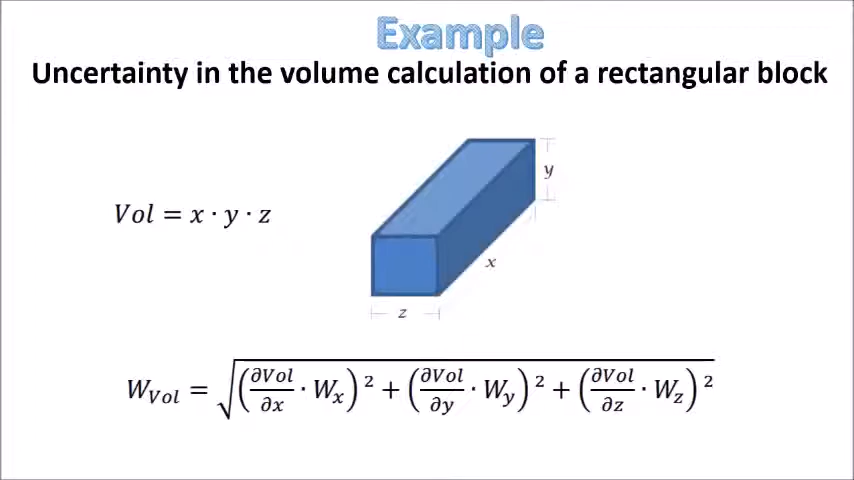 Example
Uncertainty in the volume calculation of a rectangular block
y
Vol = x · y · z
x
z
W_Vol = √((∂Vol/∂x · W_x)² + (∂Vol/∂y · W_y)² + (∂Vol/∂z · W_z)²)